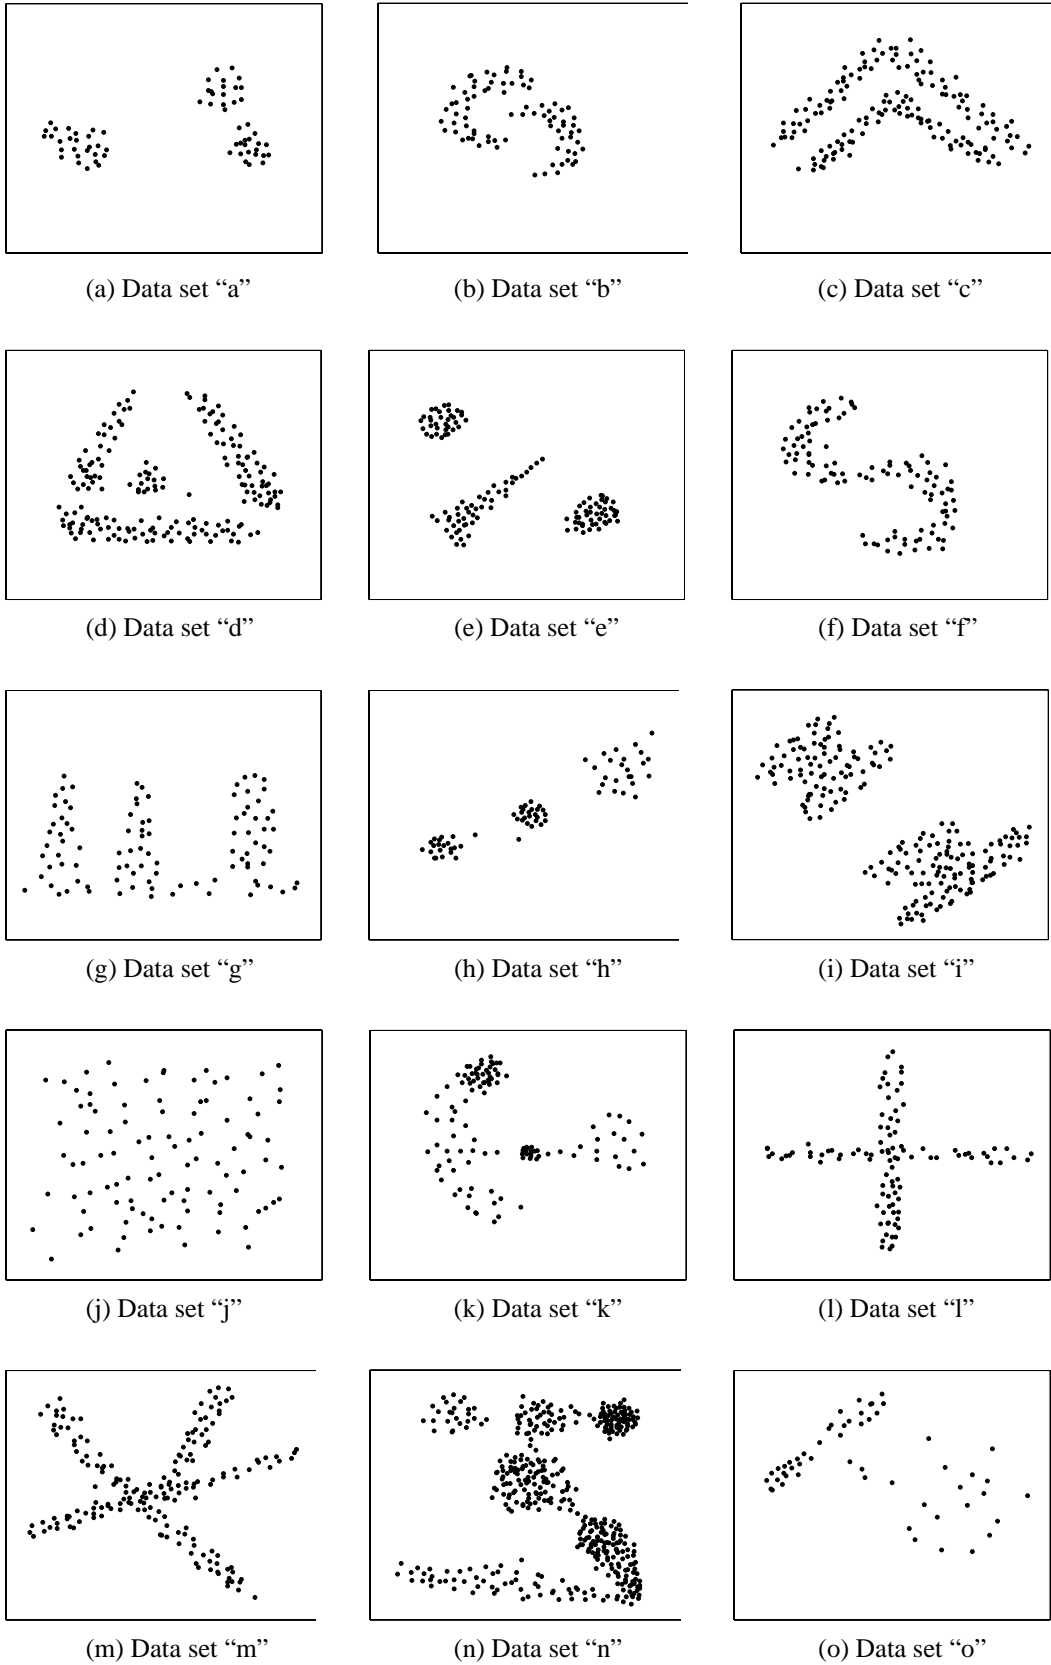 (a) Data set “a”
(b) Data set “b”
(c) Data set “c”
(d) Data set “d”
(e) Data set “e”
(f) Data set “f”
(g) Data set “g”
(h) Data set “h”
(i) Data set “i”
(j) Data set “j”
(k) Data set “k”
(l) Data set “l”
(m) Data set “m”
(n) Data set “n”
(o) Data set “o”